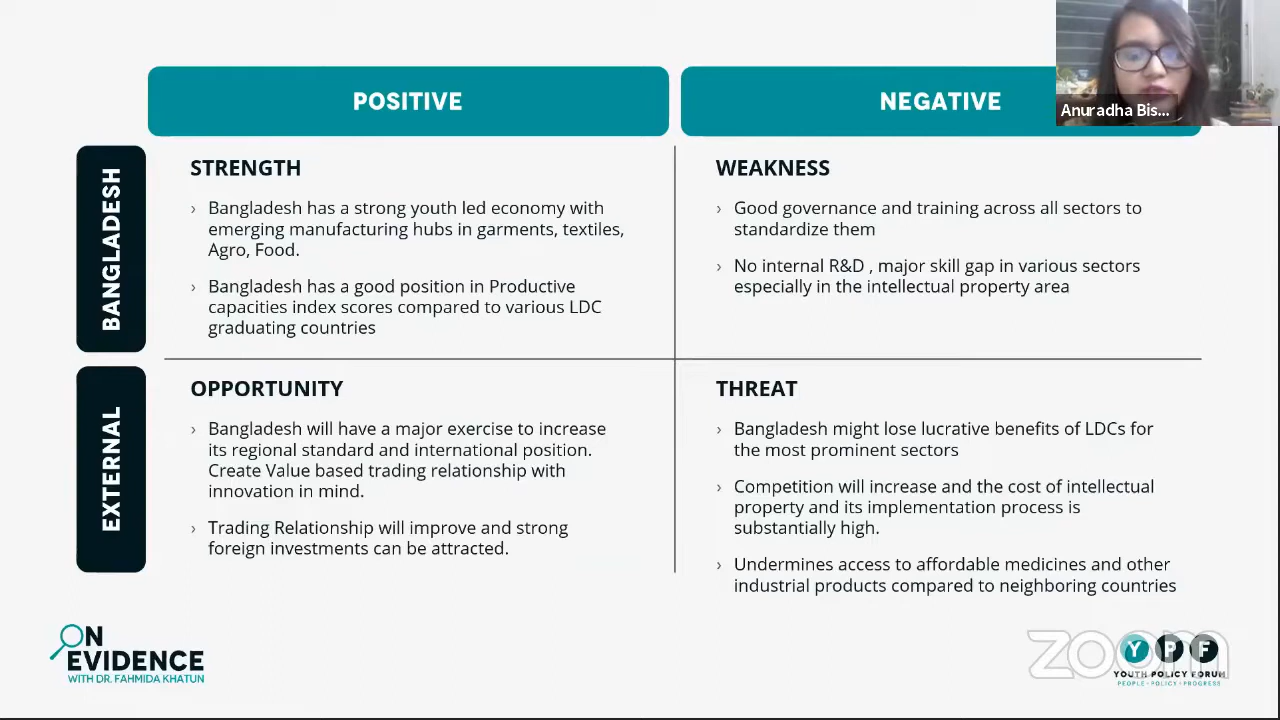 POSITIVE
NEGATIVE
Anuradha Bis...
BANGLADESH
STRENGTH
› Bangladesh has a strong youth led economy with
emerging manufacturing hubs in garments, textiles,
Agro, Food.
› Bangladesh has a good position in Productive
capacities index scores compared to various LDC
graduating countries
WEAKNESS
› Good governance and training across all sectors to
standardize them
› No internal R&D , major skill gap in various sectors
especially in the intellectual property area
EXTERNAL
OPPORTUNITY
› Bangladesh will have a major exercise to increase
its regional standard and international position.
Create Value based trading relationship with
innovation in mind.
› Trading Relationship will improve and strong
foreign investments can be attracted.
THREAT
› Bangladesh might lose lucrative benefits of LDCs for
the most prominent sectors
› Competition will increase and the cost of intellectual
property and its implementation process is
substantially high.
› Undermines access to affordable medicines and other
industrial products compared to neighboring countries
ON
EVIDENCE
WITH DR. FAHMIDA KHATUN
zoom
Y P F
YOUTH POLICY FORUM
PEOPLE · POLICY · PROGRESS